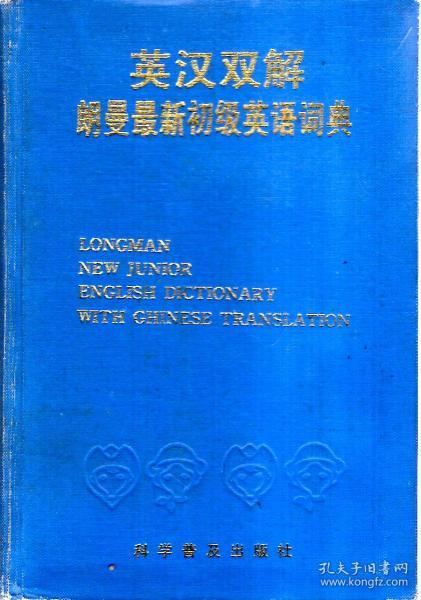 英汉双解
朗曼最新初级英语词典
LONGMAN
NEW JUNIOR
ENGLISH DICTIONARY
WITH CHINESE TRANSLATION
科学普及出版社
孔夫子旧书网
www.kongfz.com